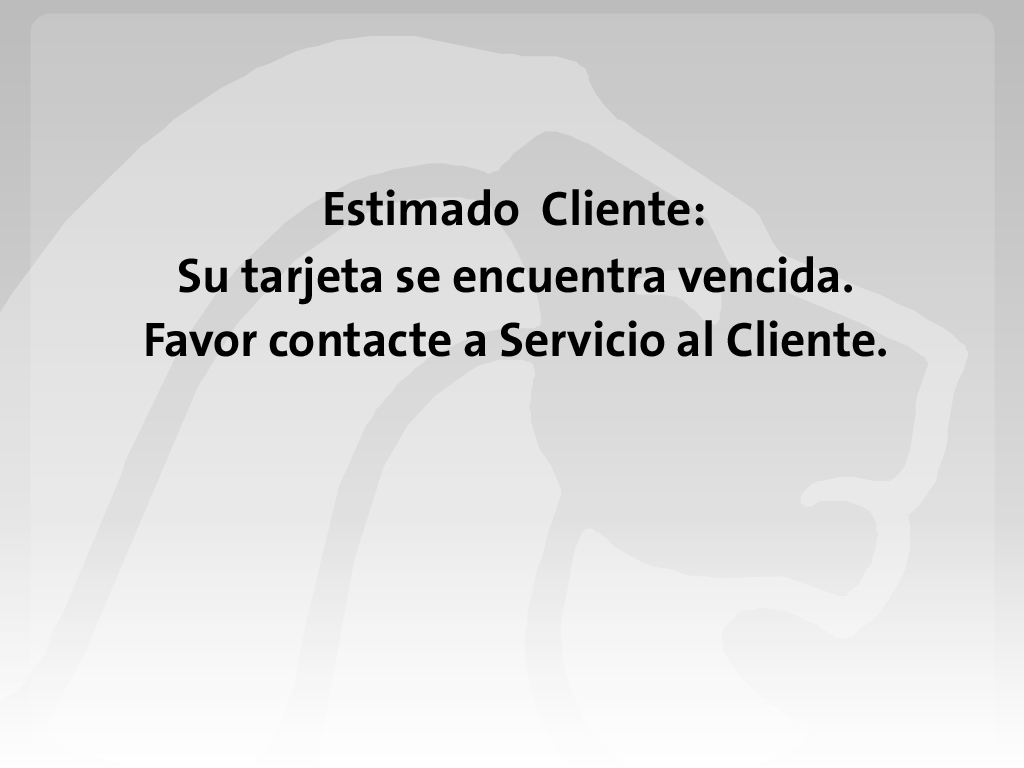 Estimado Cliente:
Su tarjeta se encuentra vencida.
Favor contacte a Servicio al Cliente.